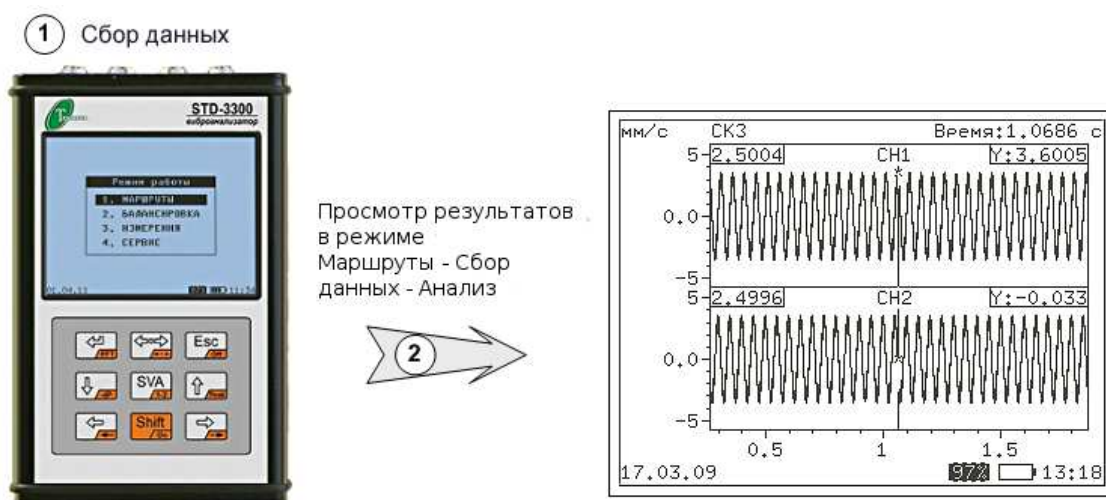 1 Сбор данных
STD-3300
виброанализатор
Режим работы
1. МАРШРУТЫ
2. БАЛАНСИРОВКА
3. ИЗМЕРЕНИЯ
4. СЕРВИС
Esc
SVA
Shift
Просмотр результатов
в режиме
Маршруты - Сбор
данных - Анализ
2
мм/с СКЗ Время:1.0686 с
5 2.5004 CH1 Y:3.6005
0.0
-5
5 2.4996 CH2 Y:-0.033
0.0
-5
0.5 1 1.5
17.03.09 97% 13:18